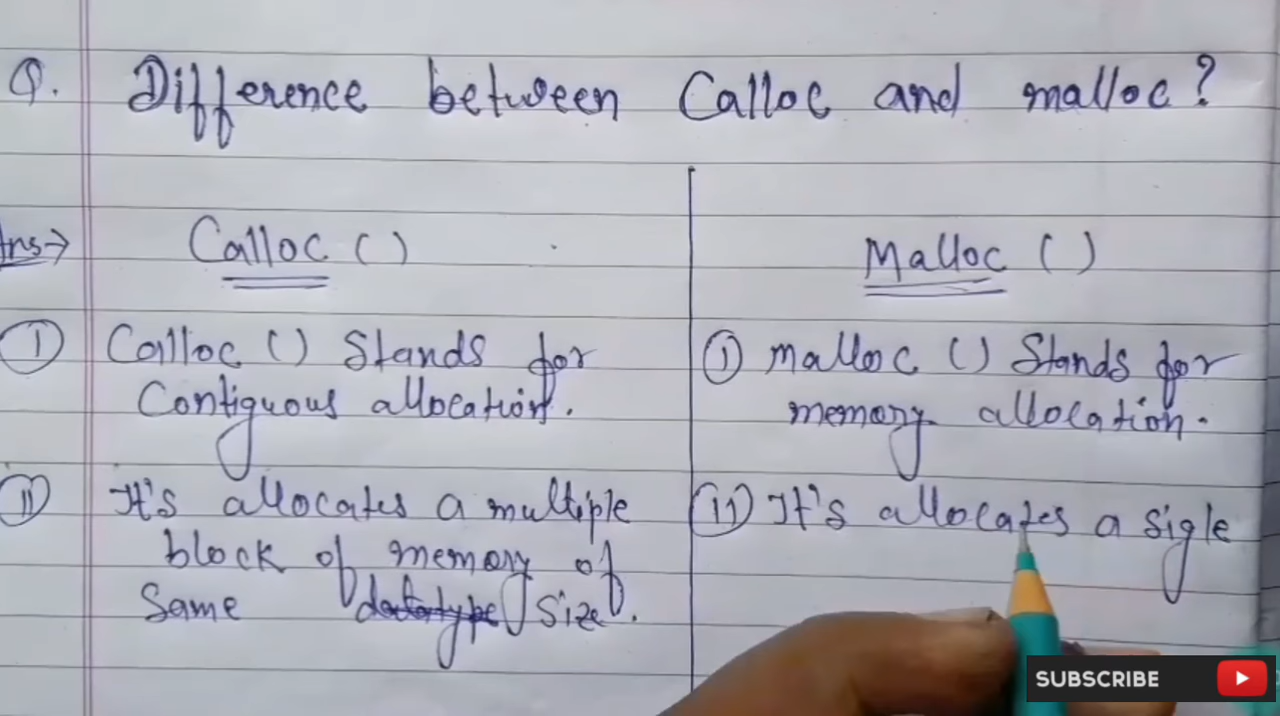 Q. Difference between Calloc and malloc?
Ans→ Calloc () Malloc ()
I Calloc () Stands for
Contiguous allocation.
II It's allocates a multiple
block of memory of
Same datatype size.
I malloc () Stands for
memory allocation.
II It's allocates a sigle
SUBSCRIBE